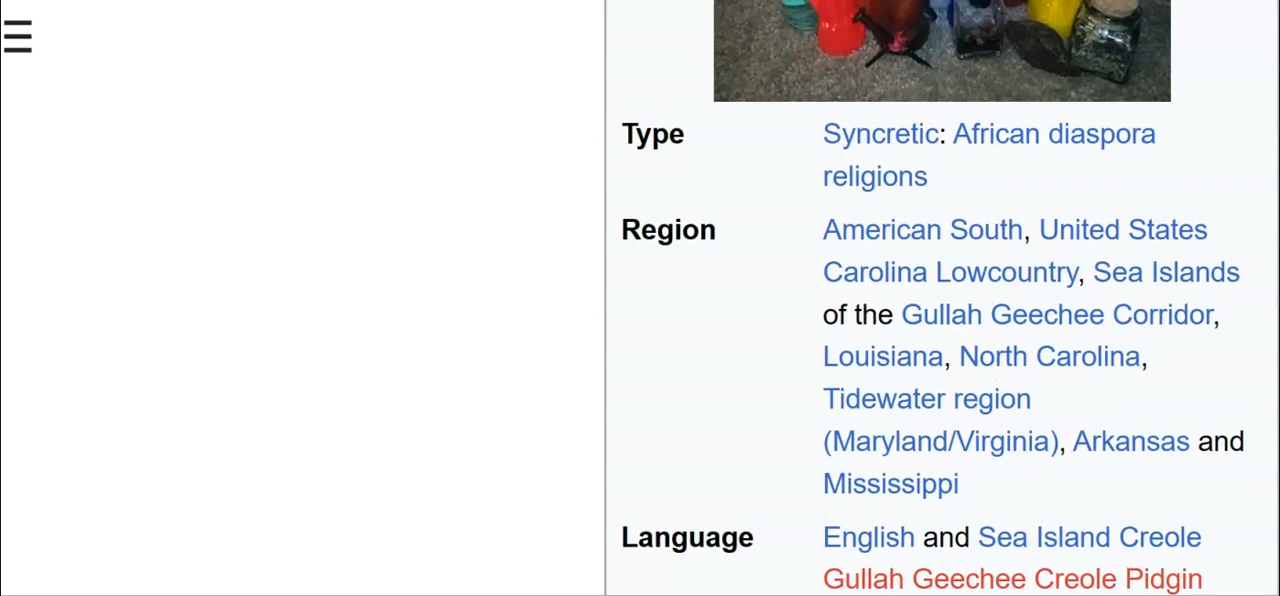 Type Syncretic: African diaspora
religions
Region American South, United States
Carolina Lowcountry, Sea Islands
of the Gullah Geechee Corridor,
Louisiana, North Carolina,
Tidewater region
(Maryland/Virginia), Arkansas and
Mississippi
Language English and Sea Island Creole
Gullah Geechee Creole Pidgin